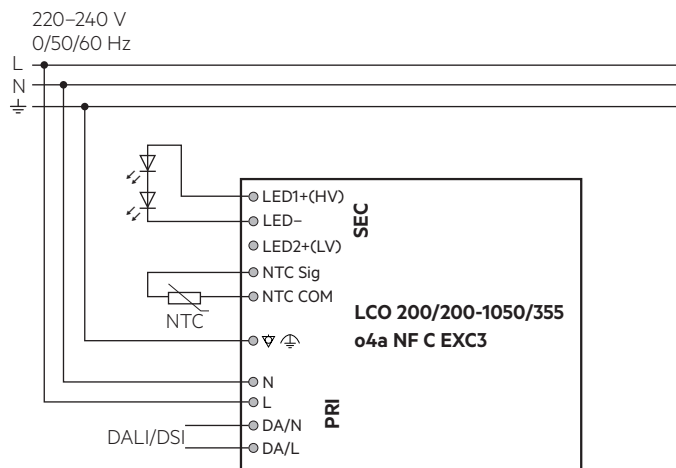 220–240 V
0/50/60 Hz
L
N
LED1+(HV)
LED–
LED2+(LV)
SEC
NTC Sig
NTC COM
NTC
LCO 200/200-1050/355
o4a NF C EXC3
N
L
PRI
DA/N
DALI/DSI
DA/L